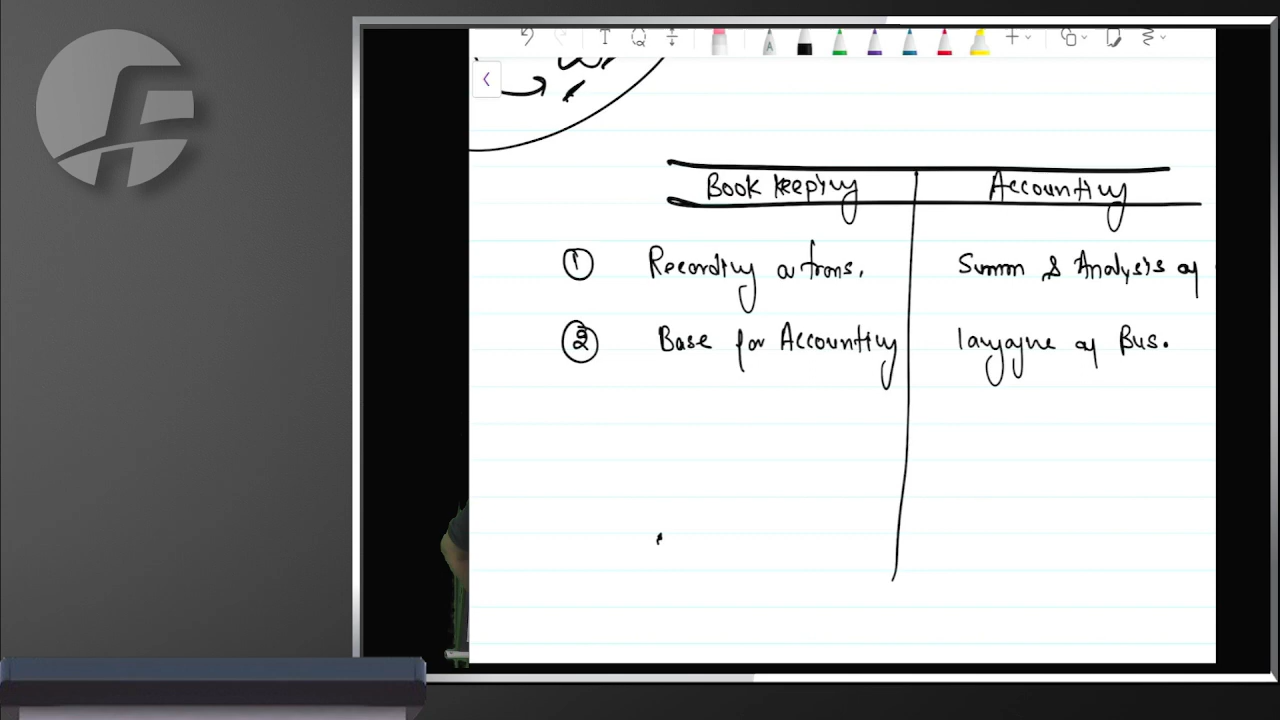 Book keeping Accounting
① Recording a trans. Summ & Analysis of
② Base for Accounting language of Bus.